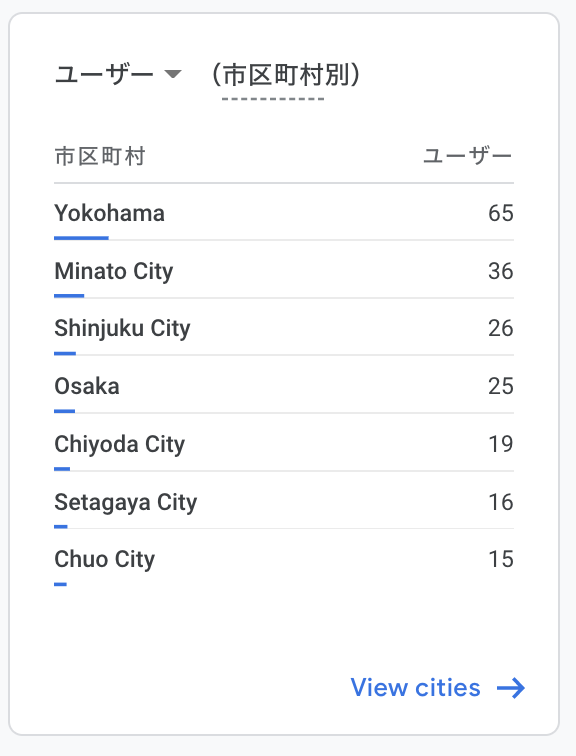 ユーザー （市区町村別）
市区町村 ユーザー
Yokohama 65
Minato City 36
Shinjuku City 26
Osaka 25
Chiyoda City 19
Setagaya City 16
Chuo City 15
View cities